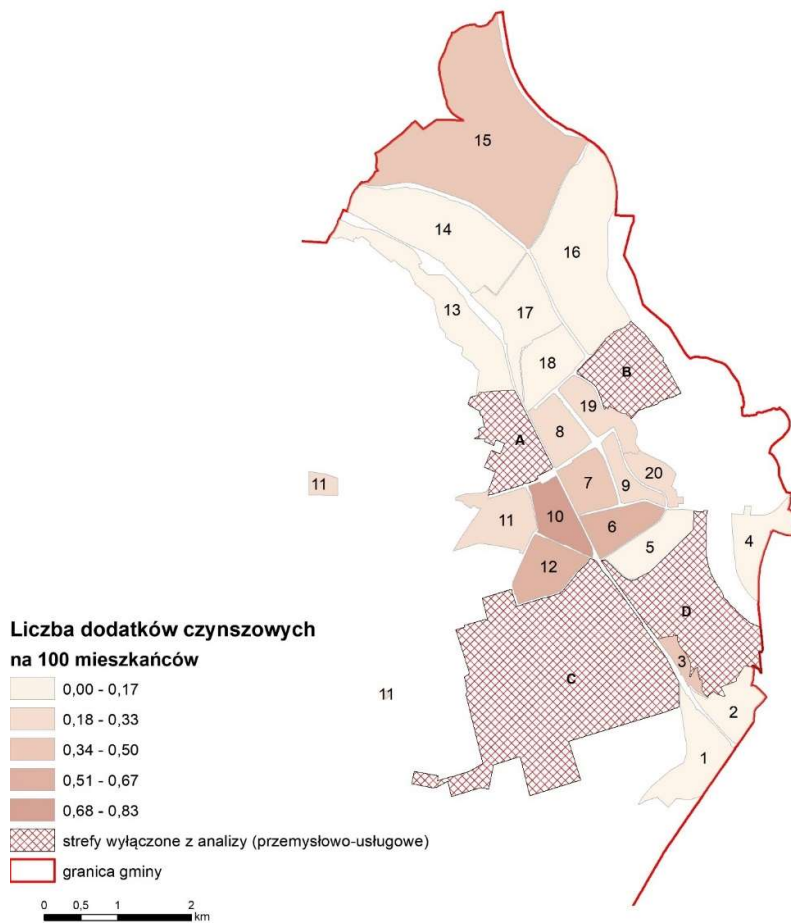 15
14
16
13
17
18
B
19
A
8
20
11
7
9
11
10
6
4
5
12
D
3
C
11
2
1
Liczba dodatków czynszowych
na 100 mieszkańców
0,00 - 0,17
0,18 - 0,33
0,34 - 0,50
0,51 - 0,67
0,68 - 0,83
strefy wyłączone z analizy (przemysłowo-usługowe)
granica gminy
0 0,5 1 2
km